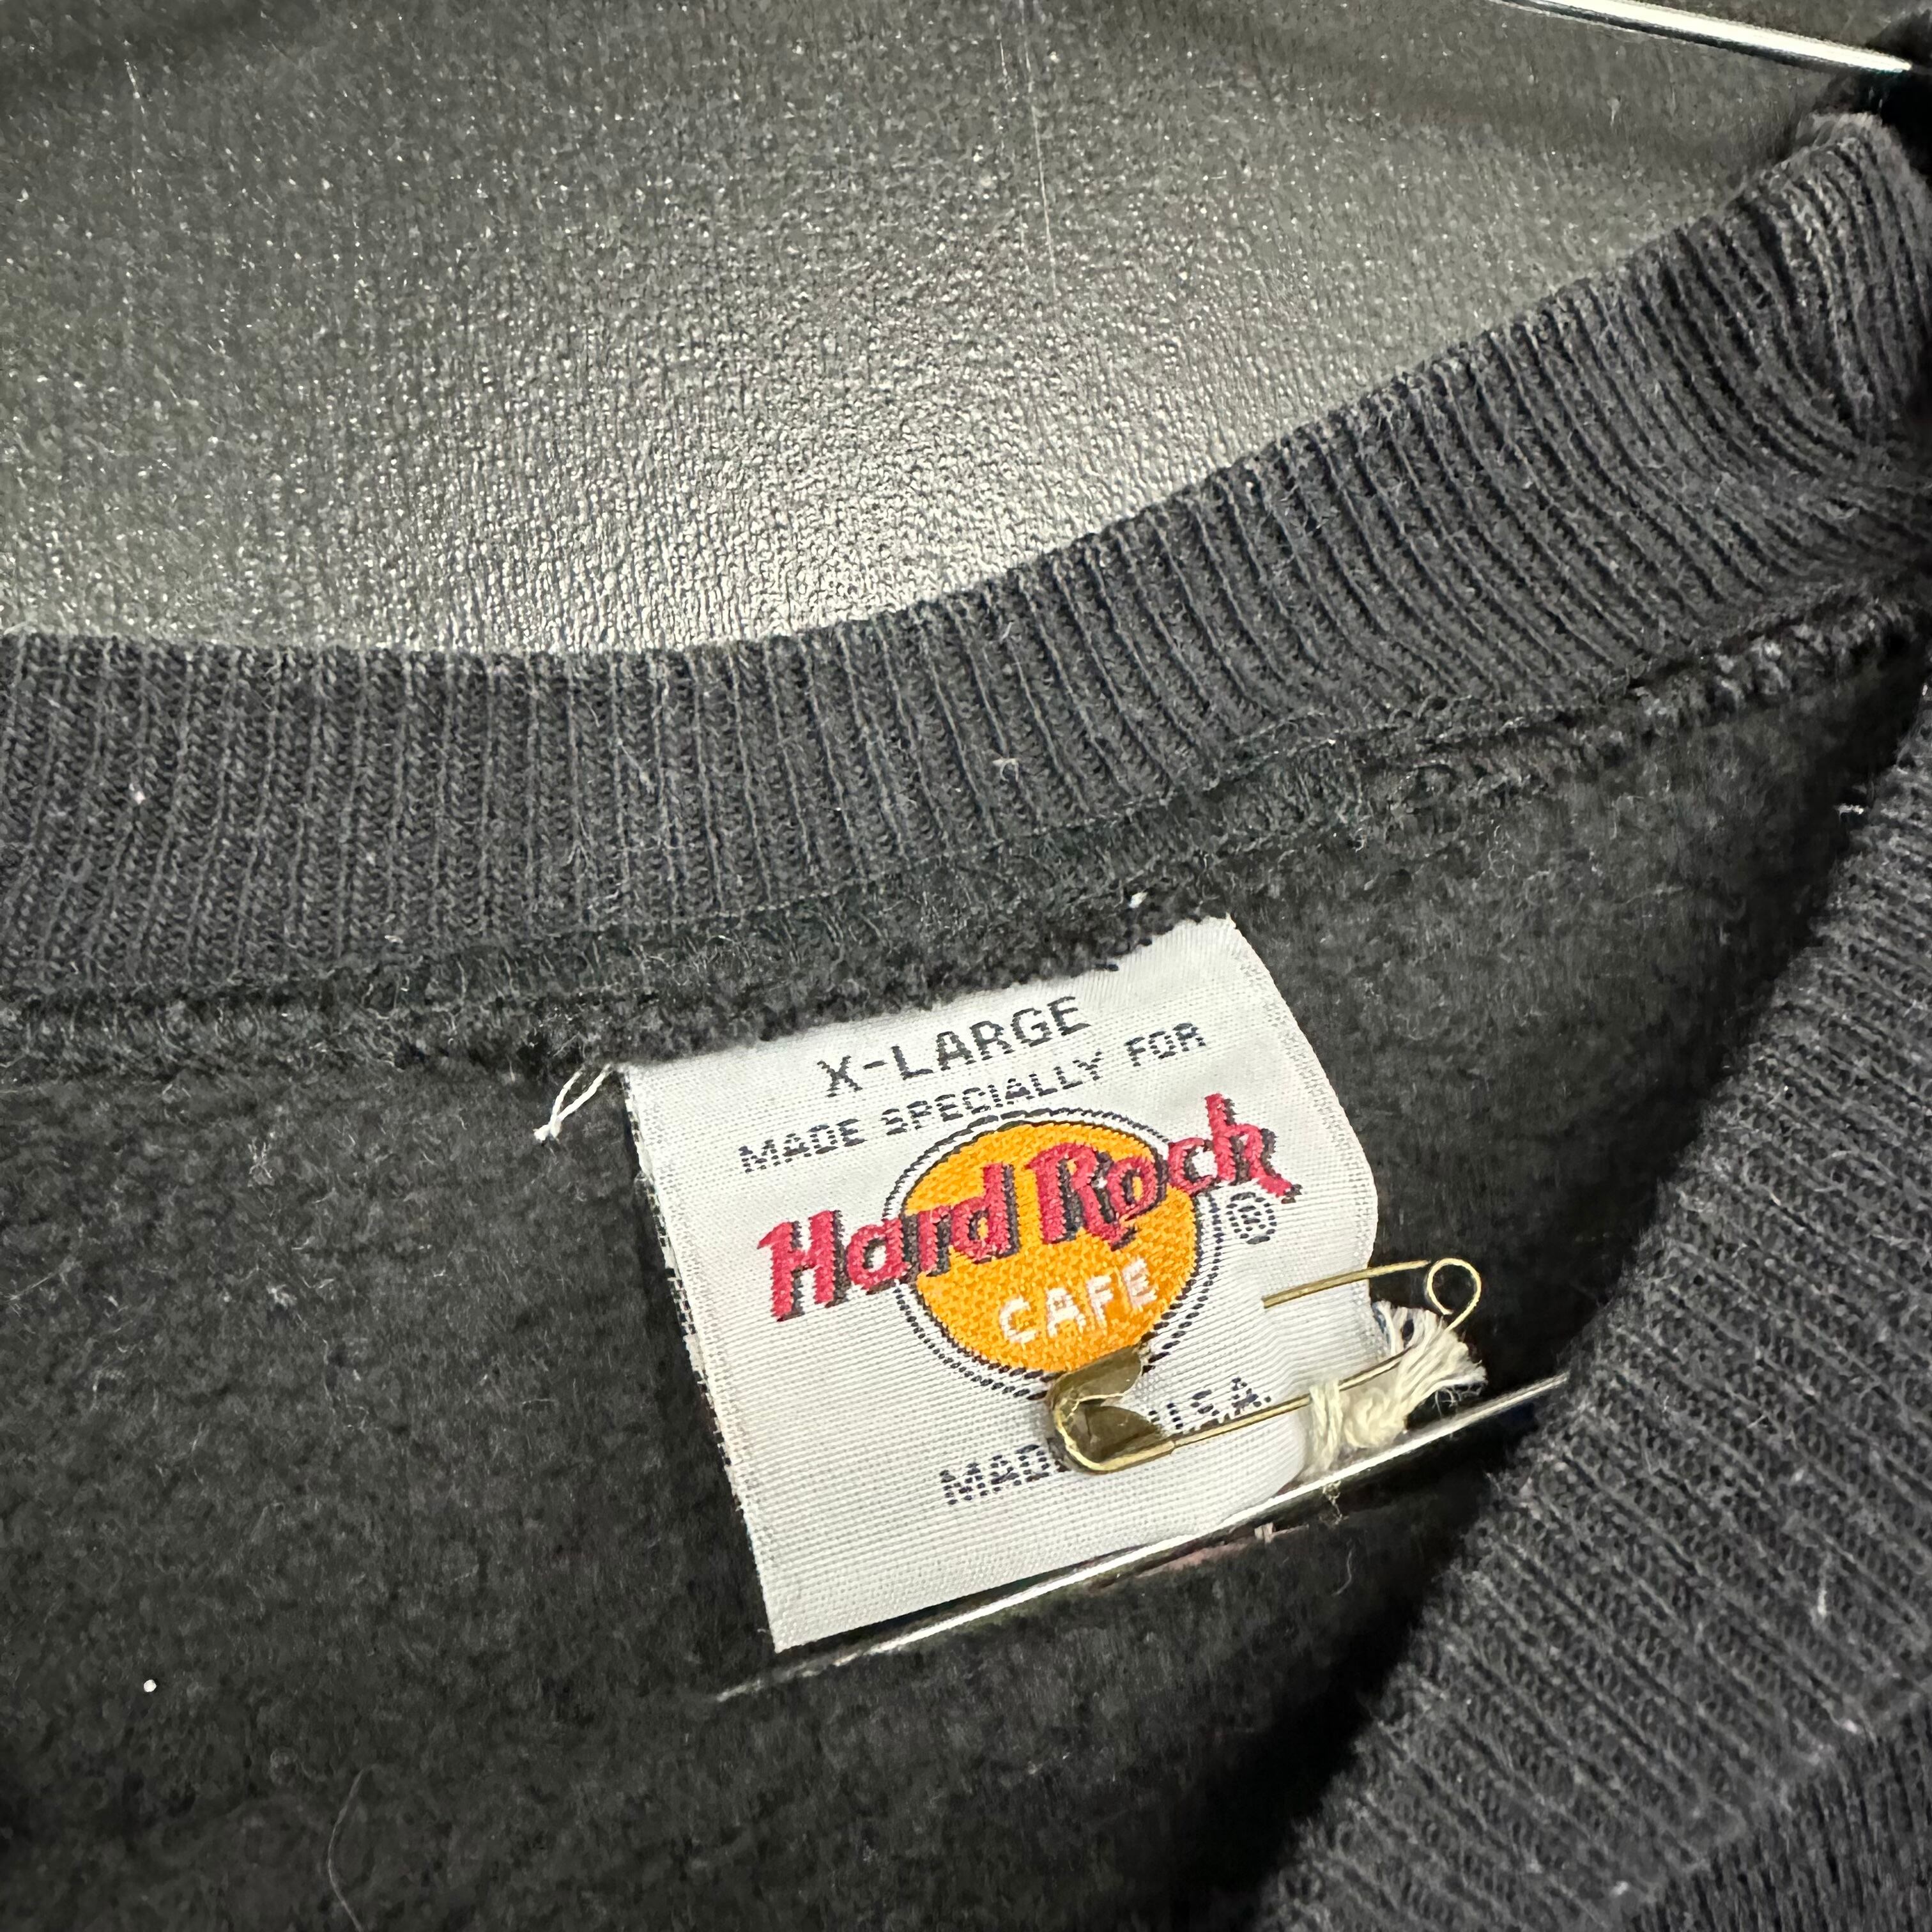 X-LARGE
MADE SPECIALLY FOR
Hard Rock
CAFE
®
U.S.A.